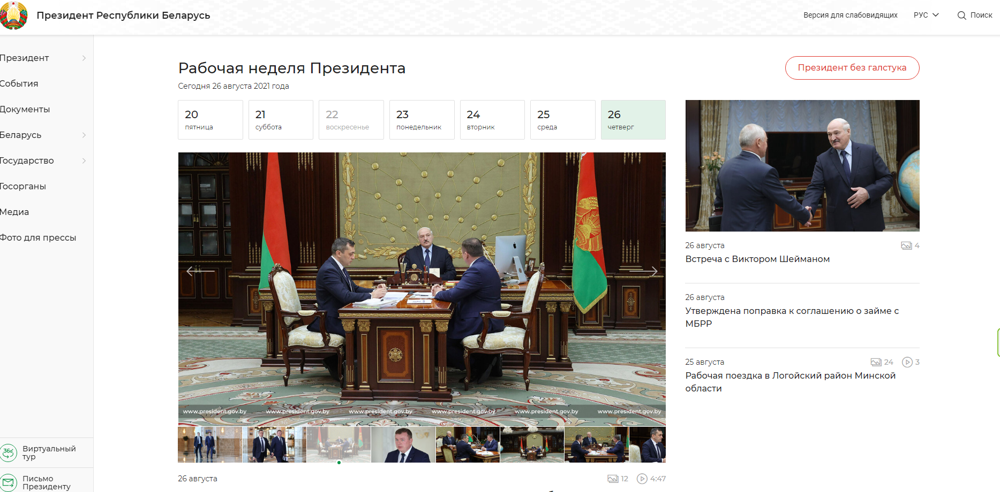 Президент Республики Беларусь
Версия для слабовидящих
РУС
Поиск
Президент
События
Документы
Беларусь
Государство
Госорганы
Медиа
Фото для прессы
360°
Виртуальный
тур
Письмо
Президенту
Рабочая неделя Президента
Сегодня 26 августа 2021 года
Президент без галстука
20
пятница
21
суббота
22
воскресенье
23
понедельник
24
вторник
25
среда
26
четверг
www.president.gov.by www.president.gov.by www.president.gov.by www.president.gov.by www.president.gov.by www.president.gov.by
26 августа
12
4:47
26 августа
4
Встреча с Виктором Шейманом
26 августа
Утверждена поправка к соглашению о займе с
МБРР
25 августа
24
3
Рабочая поездка в Логойский район Минской
области